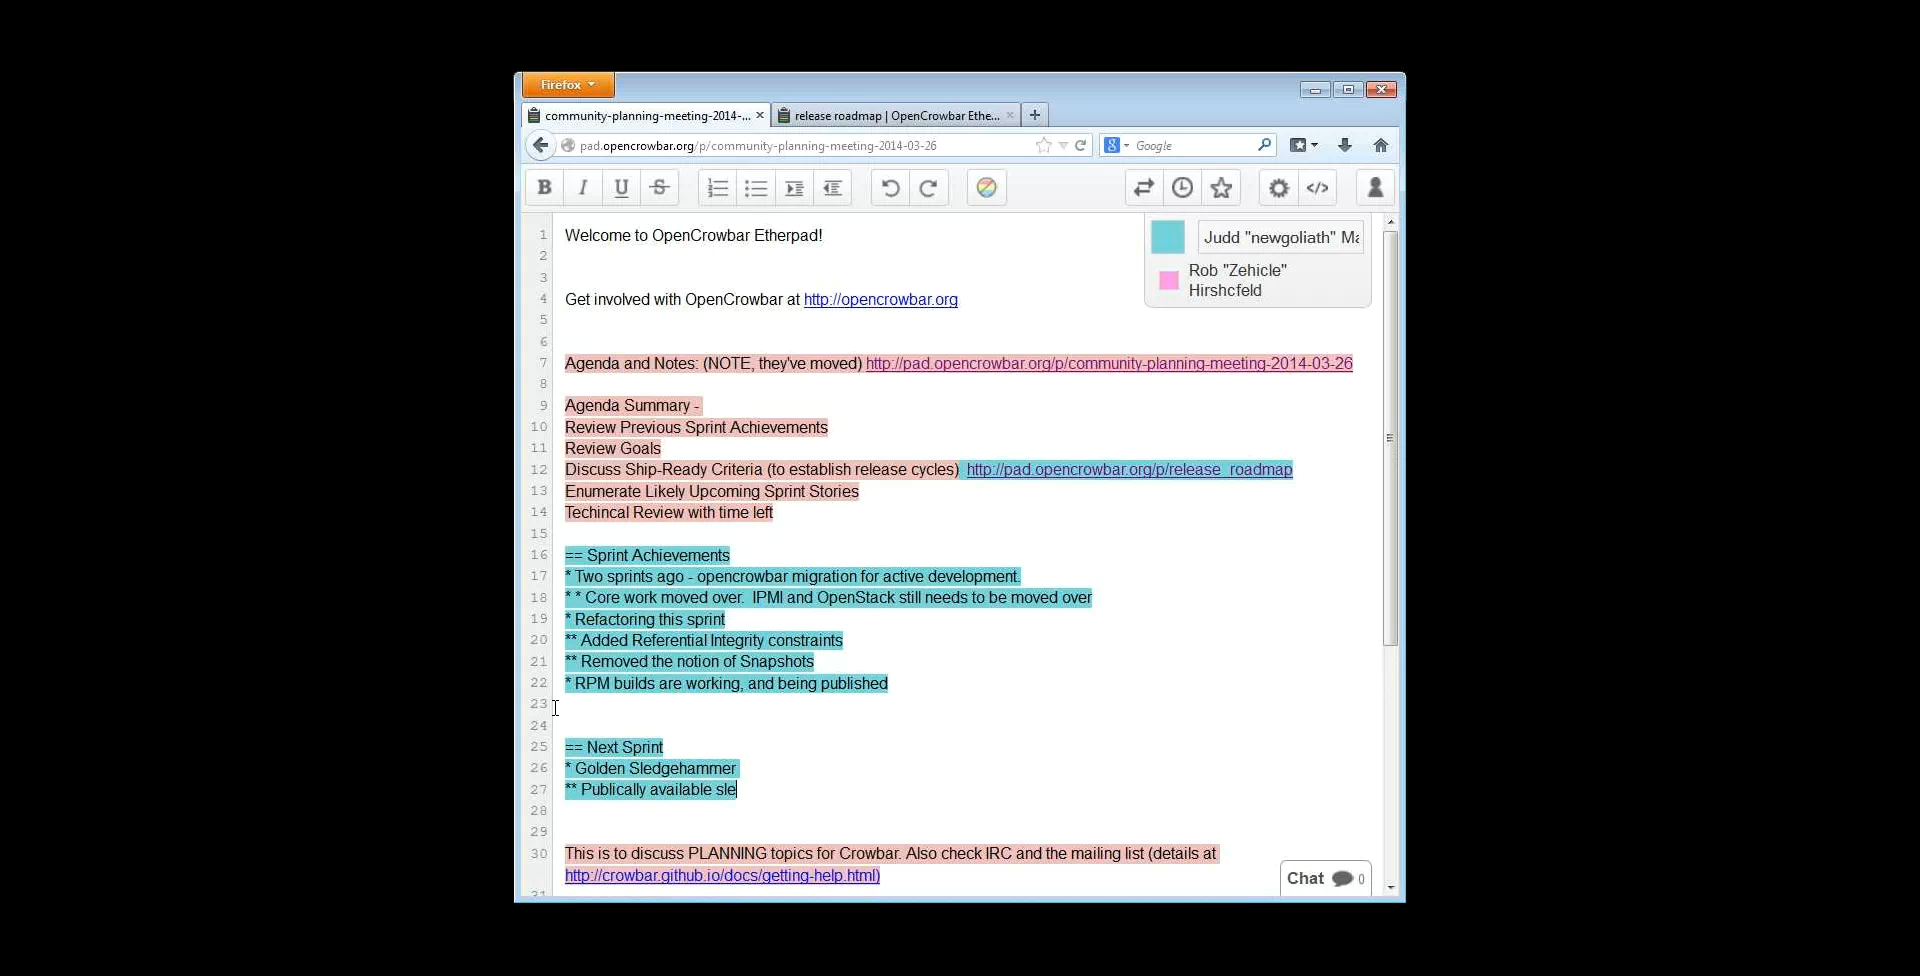 Firefox
community-planning-meeting-2014-...
release roadmap | OpenCrowbar Ethe...
pad.opencrowbar.org/p/community-planning-meeting-2014-03-26
Google
B I U S
Judd "newgoliath" Ma
Rob "Zehicle"
Hirshcfeld
1 Welcome to OpenCrowbar Etherpad!
2
3
4 Get involved with OpenCrowbar at http://opencrowbar.org
5
6
7 Agenda and Notes: (NOTE, they've moved) http://pad.opencrowbar.org/p/community-planning-meeting-2014-03-26
8
9 Agenda Summary -
10 Review Previous Sprint Achievements
11 Review Goals
12 Discuss Ship-Ready Criteria (to establish release cycles) http://pad.opencrowbar.org/p/release_roadmap
13 Enumerate Likely Upcoming Sprint Stories
14 Techincal Review with time left
15
16 == Sprint Achievements
17 * Two sprints ago - opencrowbar migration for active development.
18 * * Core work moved over. IPMI and OpenStack still needs to be moved over
19 * Refactoring this sprint
20 ** Added Referential Integrity constraints
21 ** Removed the notion of Snapshots
22 * RPM builds are working, and being published
23
24
25 == Next Sprint
26 * Golden Sledgehammer
27 ** Publically available sle
28
29
30 This is to discuss PLANNING topics for Crowbar. Also check IRC and the mailing list (details at
http://crowbar.github.io/docs/getting-help.html)
31
Chat 0